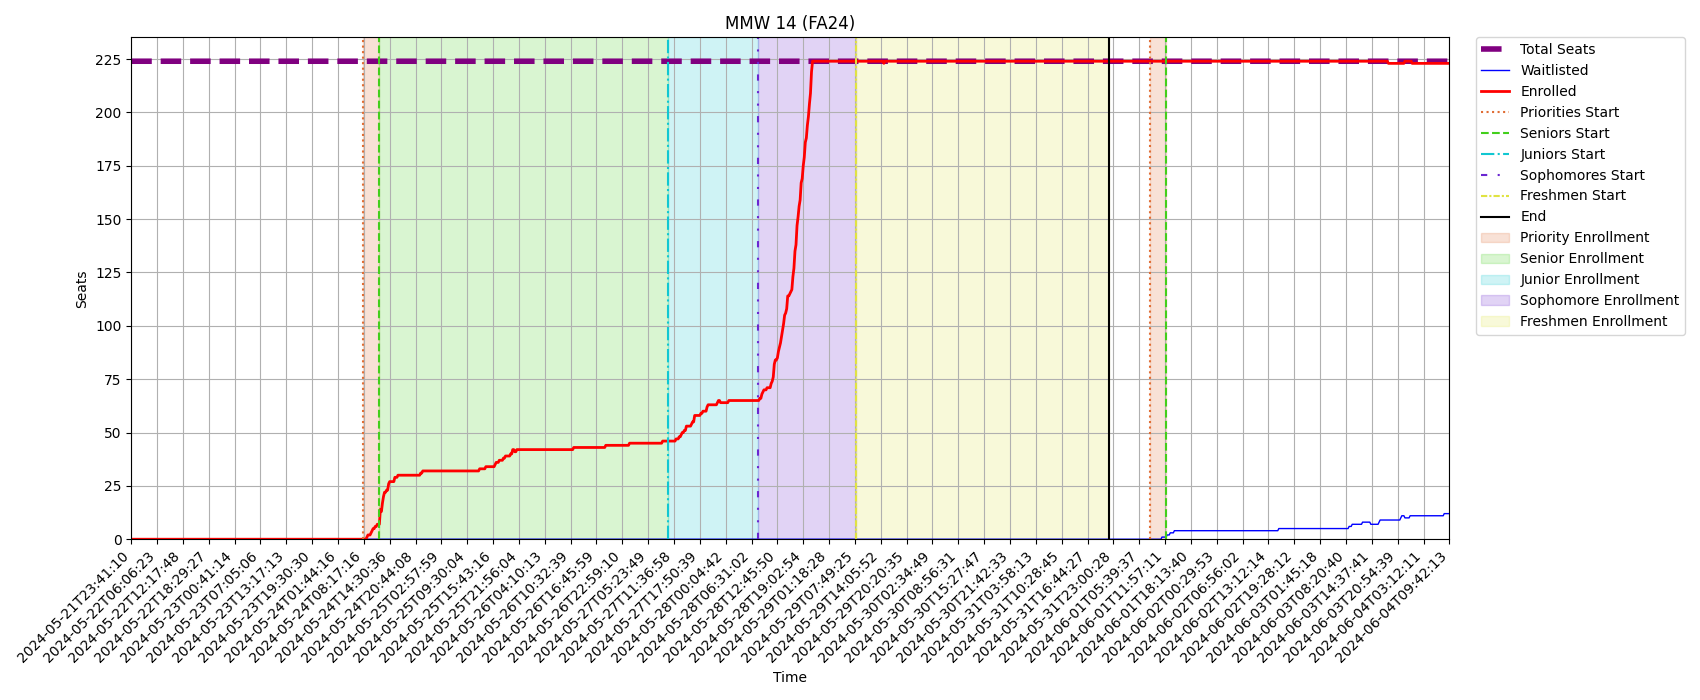 MMW 14 (FA24)
Seats
225
200
175
150
125
100
75
50
25
0
2024-05-21T23:41:10
2024-05-22T06:06:23
2024-05-22T12:17:48
2024-05-22T18:29:27
2024-05-23T00:41:14
2024-05-23T07:05:06
2024-05-23T13:17:13
2024-05-23T19:30:30
2024-05-24T01:44:16
2024-05-24T08:17:16
2024-05-24T14:30:36
2024-05-24T20:44:08
2024-05-25T02:57:59
2024-05-25T09:30:04
2024-05-25T15:43:16
2024-05-25T21:56:04
2024-05-26T04:10:13
2024-05-26T10:32:39
2024-05-26T16:45:59
2024-05-26T22:59:10
2024-05-27T05:23:49
2024-05-27T11:36:58
2024-05-27T17:50:39
2024-05-28T00:04:42
2024-05-28T06:31:02
2024-05-28T12:45:50
2024-05-28T19:02:54
2024-05-29T01:18:28
2024-05-29T07:49:25
2024-05-29T14:05:52
2024-05-29T20:20:35
2024-05-30T02:34:49
2024-05-30T08:56:31
2024-05-30T15:27:47
2024-05-30T21:42:33
2024-05-31T03:58:13
2024-05-31T10:28:45
2024-05-31T16:44:27
2024-05-31T23:00:28
2024-06-01T05:39:37
2024-06-01T11:57:11
2024-06-01T18:13:40
2024-06-02T00:29:53
2024-06-02T06:56:02
2024-06-02T13:12:14
2024-06-02T19:28:12
2024-06-03T01:45:18
2024-06-03T08:20:40
2024-06-03T14:37:41
2024-06-03T20:54:39
2024-06-04T03:12:11
2024-06-04T09:42:13
Time
Total Seats
Waitlisted
Enrolled
Priorities Start
Seniors Start
Juniors Start
Sophomores Start
Freshmen Start
End
Priority Enrollment
Senior Enrollment
Junior Enrollment
Sophomore Enrollment
Freshmen Enrollment